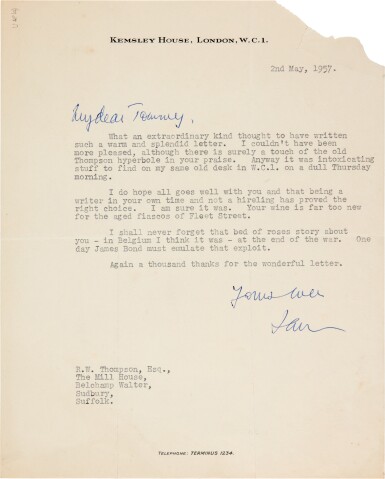 KEMSLEY HOUSE, LONDON, W.C.1.
2nd May, 1957.
My dear Tommy,
What an extraordinary kind thought to have written
such a warm and splendid letter. I couldn't have been
more pleased, although there is surely a touch of the old
Thompson hyperbole in your praise. Anyway it was intoxicating
stuff to find on my same old desk in W.C.1. on a dull Thursday
morning.
I do hope all goes well with you and that being a
writer in your own time and not a hireling has proved the
right choice. I am sure it was. Your wine is far too new
for the aged fiascos of Fleet Street.
I shall never forget that bed of roses story about
you - in Belgium I think it was - at the end of the war. One
day James Bond must emulate that exploit.
Again a thousand thanks for the wonderful letter.
Yours ever
Ian
R.W. Thompson, Esq.,
The Mill House,
Belchamp Walter,
Sudbury,
Suffolk.
TELEPHONE: TERMINUS 1234.